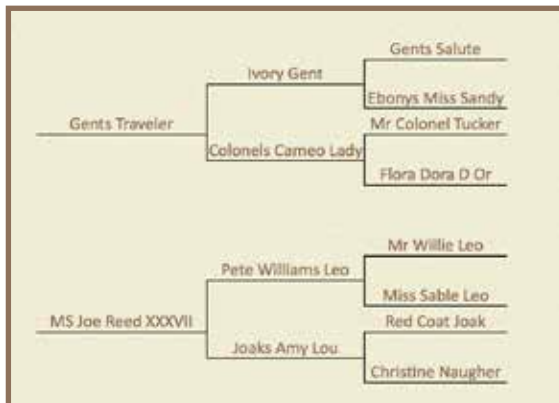 Gents Salute
Ivory Gent
Ebonys Miss Sandy
Gents Traveler
Mr Colonel Tucker
Colonels Cameo Lady
Flora Dora D Or
Mr Willie Leo
Pete Williams Leo
Miss Sable Leo
MS Joe Reed XXXVII
Red Coat Joak
Joaks Amy Lou
Christine Naugher